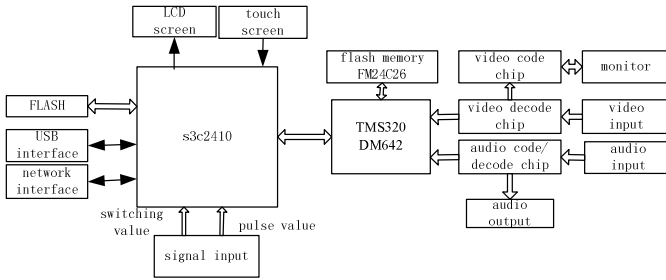 LCD
screen
touch
screen
flash memory
FM24C26
video code
chip
monitor
FLASH
s3c2410
TMS320
DM642
video decode
chip
video
input
USB
interface
audio code/
decode chip
audio
input
network
interface
switching
value
pulse value
audio
output
signal input